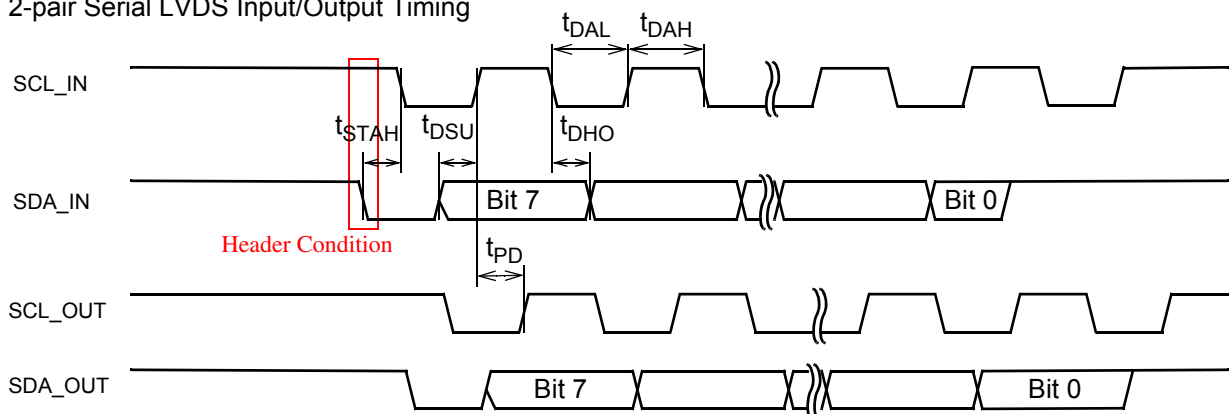 2-pair Serial LVDS Input/Output Timing
tDAL tDAH
SCL_IN
tSTAH tDSU tDHO
SDA_IN Bit 7 Bit 0
Header Condition
tPD
SCL_OUT
SDA_OUT Bit 7 Bit 0